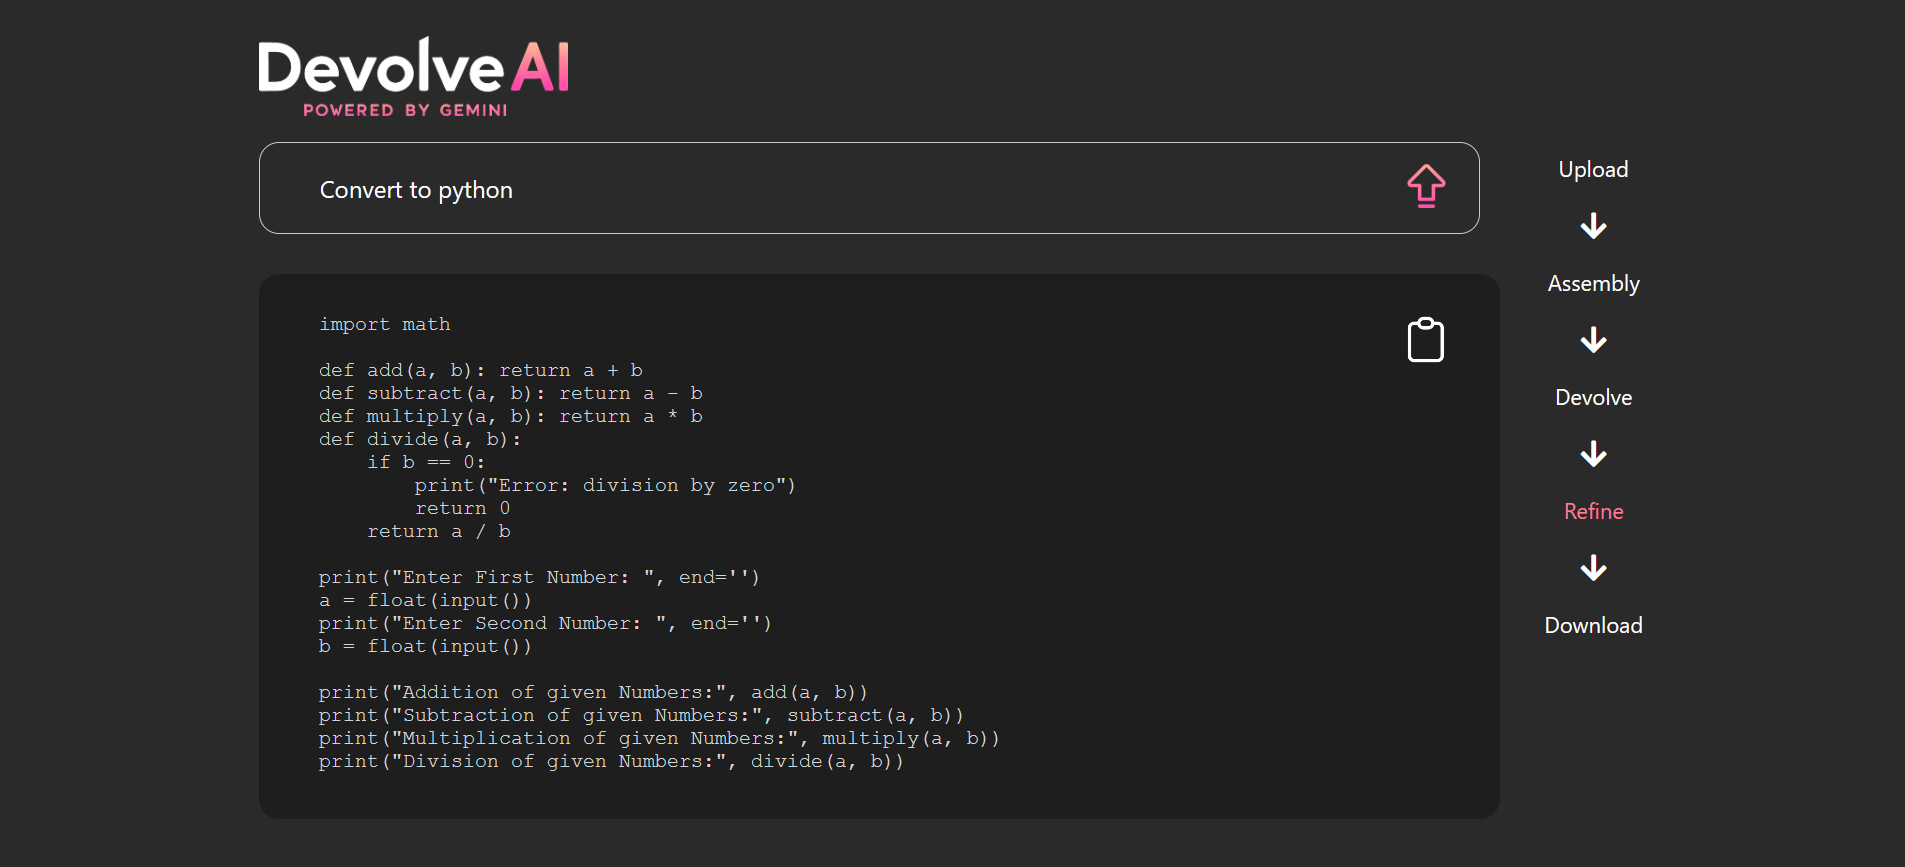 Devolve AI
POWERED BY GEMINI
Convert to python
import math
def add(a, b): return a + b
def subtract(a, b): return a - b
def multiply(a, b): return a * b
def divide(a, b):
    if b == 0:
        print("Error: division by zero")
        return 0
    return a / b
print("Enter First Number: ", end='')
a = float(input())
print("Enter Second Number: ", end='')
b = float(input())
print("Addition of given Numbers:", add(a, b))
print("Subtraction of given Numbers:", subtract(a, b))
print("Multiplication of given Numbers:", multiply(a, b))
print("Division of given Numbers:", divide(a, b))
Upload
Assembly
Devolve
Refine
Download